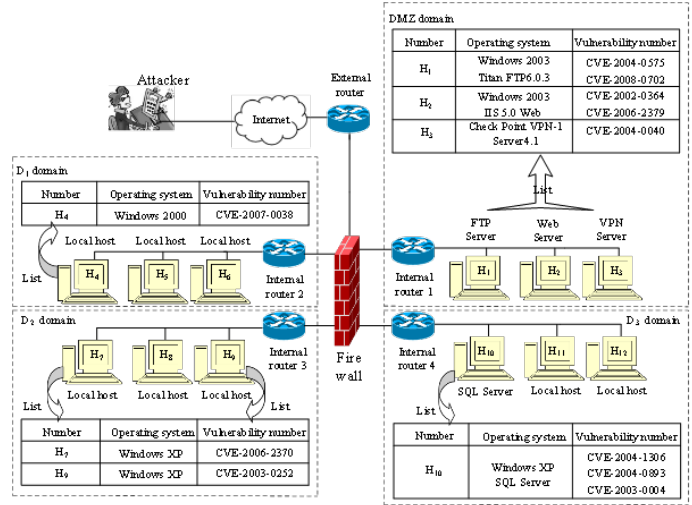 DMZ domain
Number Operating system Vulnerability number
H1 Windows 2003 CVE-2004-0575
Titan FTP6.0.3 CVE-2008-0702
H2 Windows 2003 CVE-2002-0364
IIS 5.0 Web CVE-2006-2379
H3 Check Point VPN-1 CVE-2004-0040
Server4.1
List
Attacker
Internet
External
router
D1 domain
Number Operating system Vulnerability number
H4 Windows 2000 CVE-2007-0038
Local host Local host Local host
List
H4 H5 H6
Internal
router 2
FTP
Server
Web
Server
VPN
Server
Internal
router 1
H1 H2 H3
D2 domain
H7 H8 H9
Internal
router 3
Local host Local host Local host
List List
Number Operating system Vulnerability number
H7 Windows XP CVE-2006-2370
H9 Windows XP CVE-2003-0252
Fire
wall
D3 domain
Internal
router 4
H10 H11 H12
SQL Server Local host Local host
List
Number Operating system Vulnerability number
H10 Windows XP
SQL Server
CVE-2004-1306
CVE-2004-0893
CVE-2003-0004